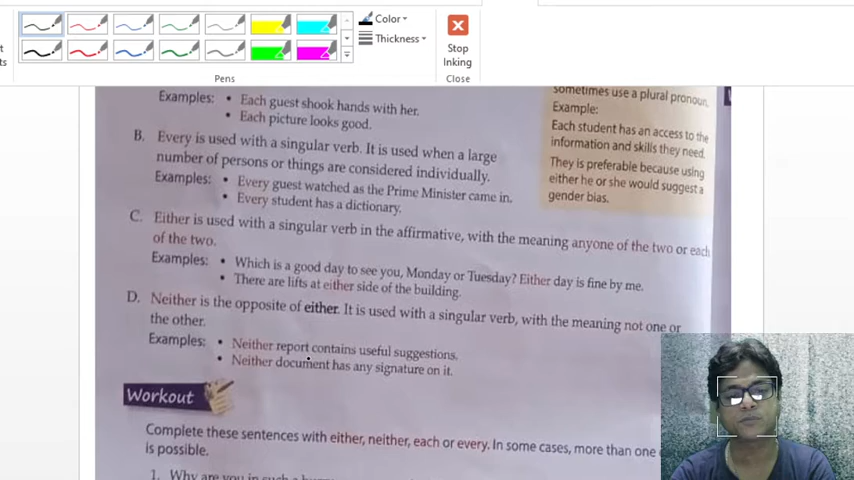 Color
Thickness
Stop
Inking
Pens
Close
Examples: • Each guest shook hands with her.
• Each picture looks good.
sometimes use a plural pronoun.
Example:
Each student has an access to the
information and skills they need.
They is preferable because using
either he or she would suggest a
gender bias.
B. Every is used with a singular verb. It is used when a large
number of persons or things are considered individually.
Examples: • Every guest watched as the Prime Minister came in.
• Every student has a dictionary.
C. Either is used with a singular verb in the affirmative, with the meaning anyone of the two or each
of the two.
Examples: • Which is a good day to see you, Monday or Tuesday? Either day is fine by me.
• There are lifts at either side of the building.
D. Neither is the opposite of either. It is used with a singular verb, with the meaning not one or
the other.
Examples: • Neither report contains useful suggestions.
• Neither document has any signature on it.
Workout
Complete these sentences with either, neither, each or every. In some cases, more than one
is possible.
1. Why are you in such a